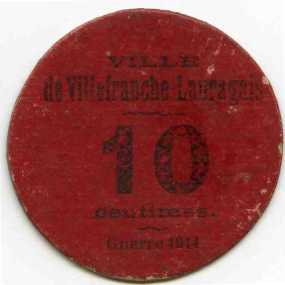 VILLE
de Villefranche-Lauragais
10
Centimes.
Guerre 1914